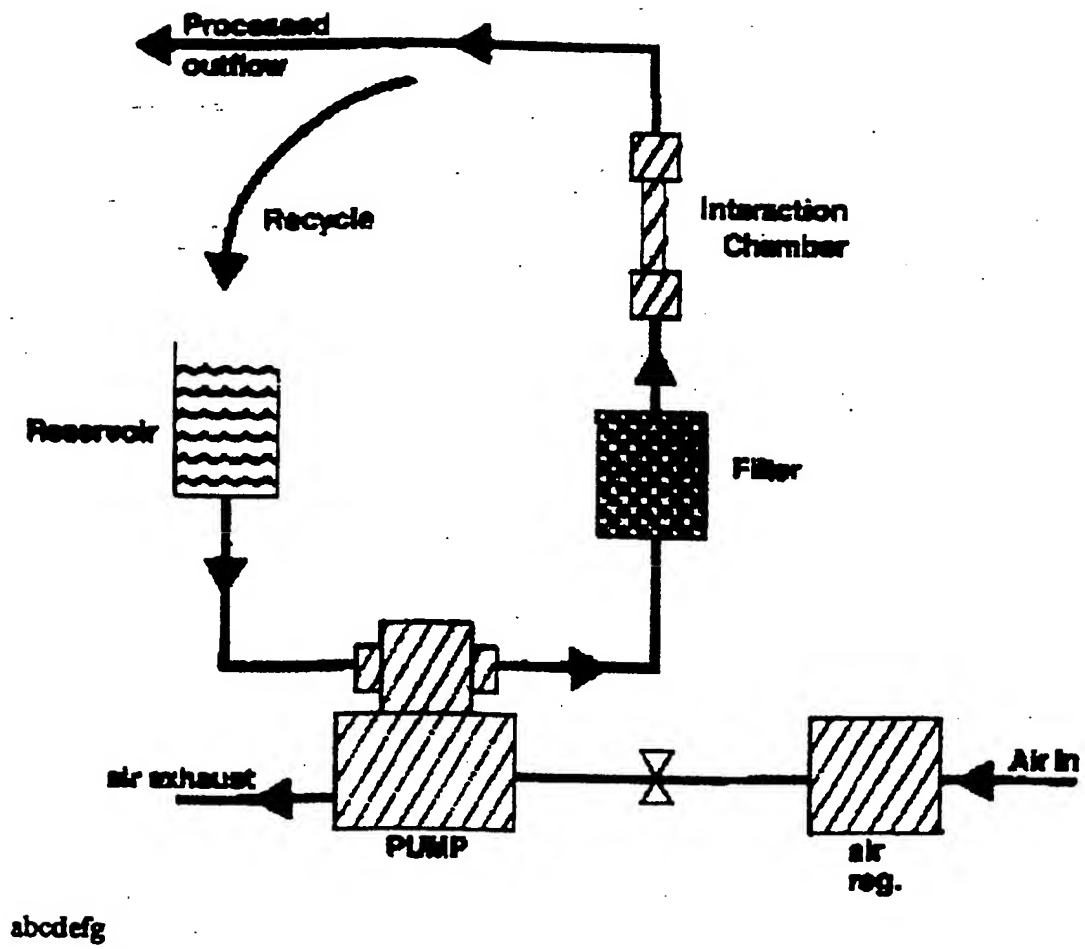 Processed
outflow
Recycle
Interaction
Chamber
Reservoir
Filter
air exhaust
Air in
PUMP
air
reg.
abcdefg